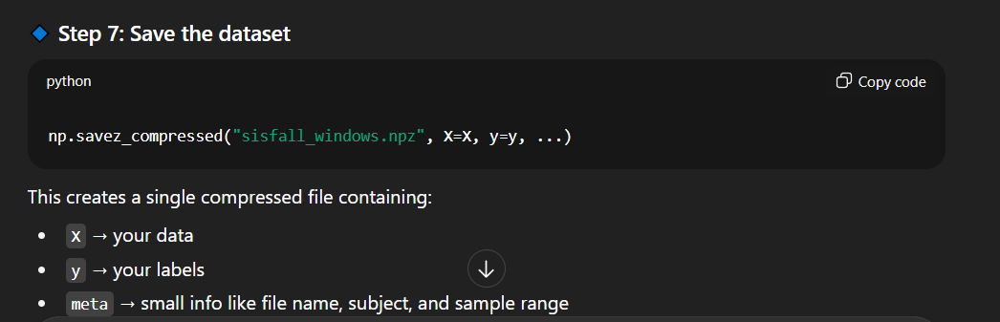 Step 7: Save the dataset
python
Copy code
np.savez_compressed("sisfall_windows.npz", X=X, y=y, ...)
This creates a single compressed file containing:
• X → your data
• y → your labels
• meta → small info like file name, subject, and sample range